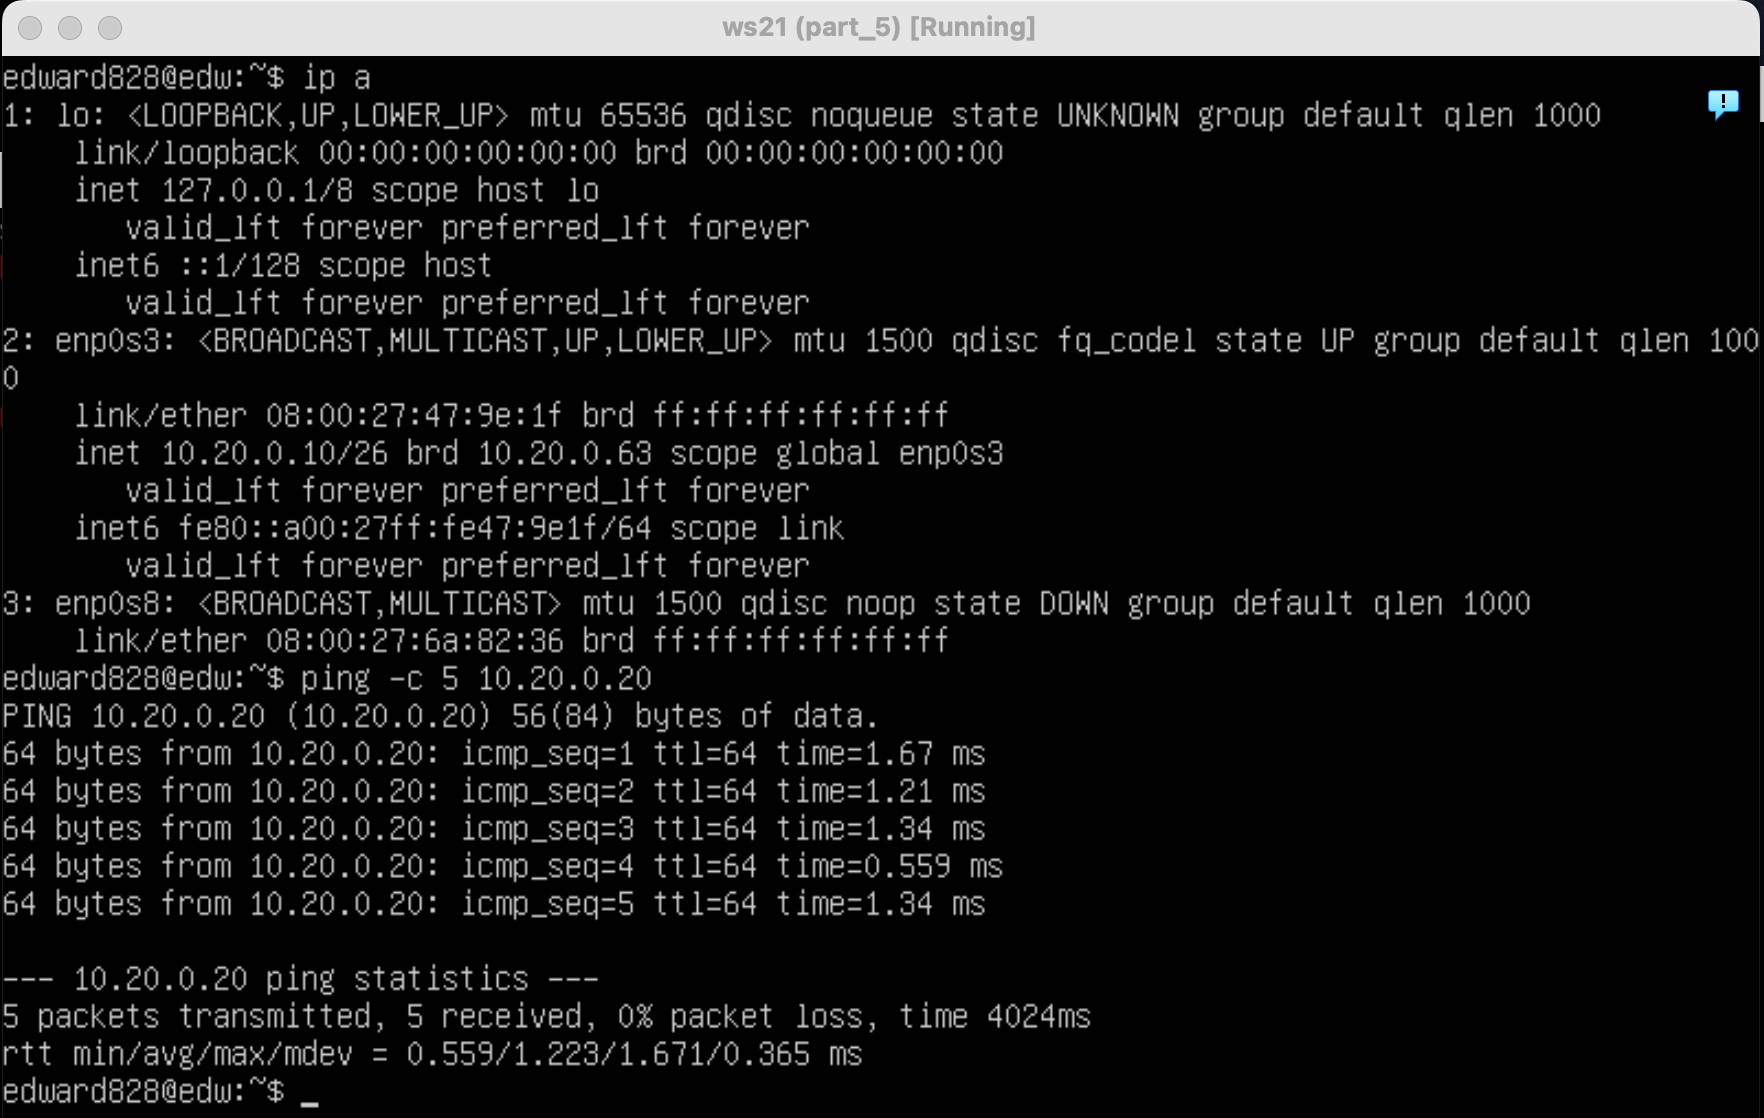 ws21 (part_5) [Running]
edward828@edw:~$ ip a
1: lo: <LOOPBACK,UP,LOWER_UP> mtu 65536 qdisc noqueue state UNKNOWN group default qlen 1000
    link/loopback 00:00:00:00:00:00 brd 00:00:00:00:00:00
    inet 127.0.0.1/8 scope host lo
       valid_lft forever preferred_lft forever
    inet6 ::1/128 scope host
       valid_lft forever preferred_lft forever
2: enp0s3: <BROADCAST,MULTICAST,UP,LOWER_UP> mtu 1500 qdisc fq_codel state UP group default qlen 100
0
    link/ether 08:00:27:47:9e:1f brd ff:ff:ff:ff:ff:ff
    inet 10.20.0.10/26 brd 10.20.0.63 scope global enp0s3
       valid_lft forever preferred_lft forever
    inet6 fe80::a00:27ff:fe47:9e1f/64 scope link
       valid_lft forever preferred_lft forever
3: enp0s8: <BROADCAST,MULTICAST> mtu 1500 qdisc noop state DOWN group default qlen 1000
    link/ether 08:00:27:6a:82:36 brd ff:ff:ff:ff:ff:ff
edward828@edw:~$ ping -c 5 10.20.0.20
PING 10.20.0.20 (10.20.0.20) 56(84) bytes of data.
64 bytes from 10.20.0.20: icmp_seq=1 ttl=64 time=1.67 ms
64 bytes from 10.20.0.20: icmp_seq=2 ttl=64 time=1.21 ms
64 bytes from 10.20.0.20: icmp_seq=3 ttl=64 time=1.34 ms
64 bytes from 10.20.0.20: icmp_seq=4 ttl=64 time=0.559 ms
64 bytes from 10.20.0.20: icmp_seq=5 ttl=64 time=1.34 ms

--- 10.20.0.20 ping statistics ---
5 packets transmitted, 5 received, 0% packet loss, time 4024ms
rtt min/avg/max/mdev = 0.559/1.223/1.671/0.365 ms
edward828@edw:~$ _